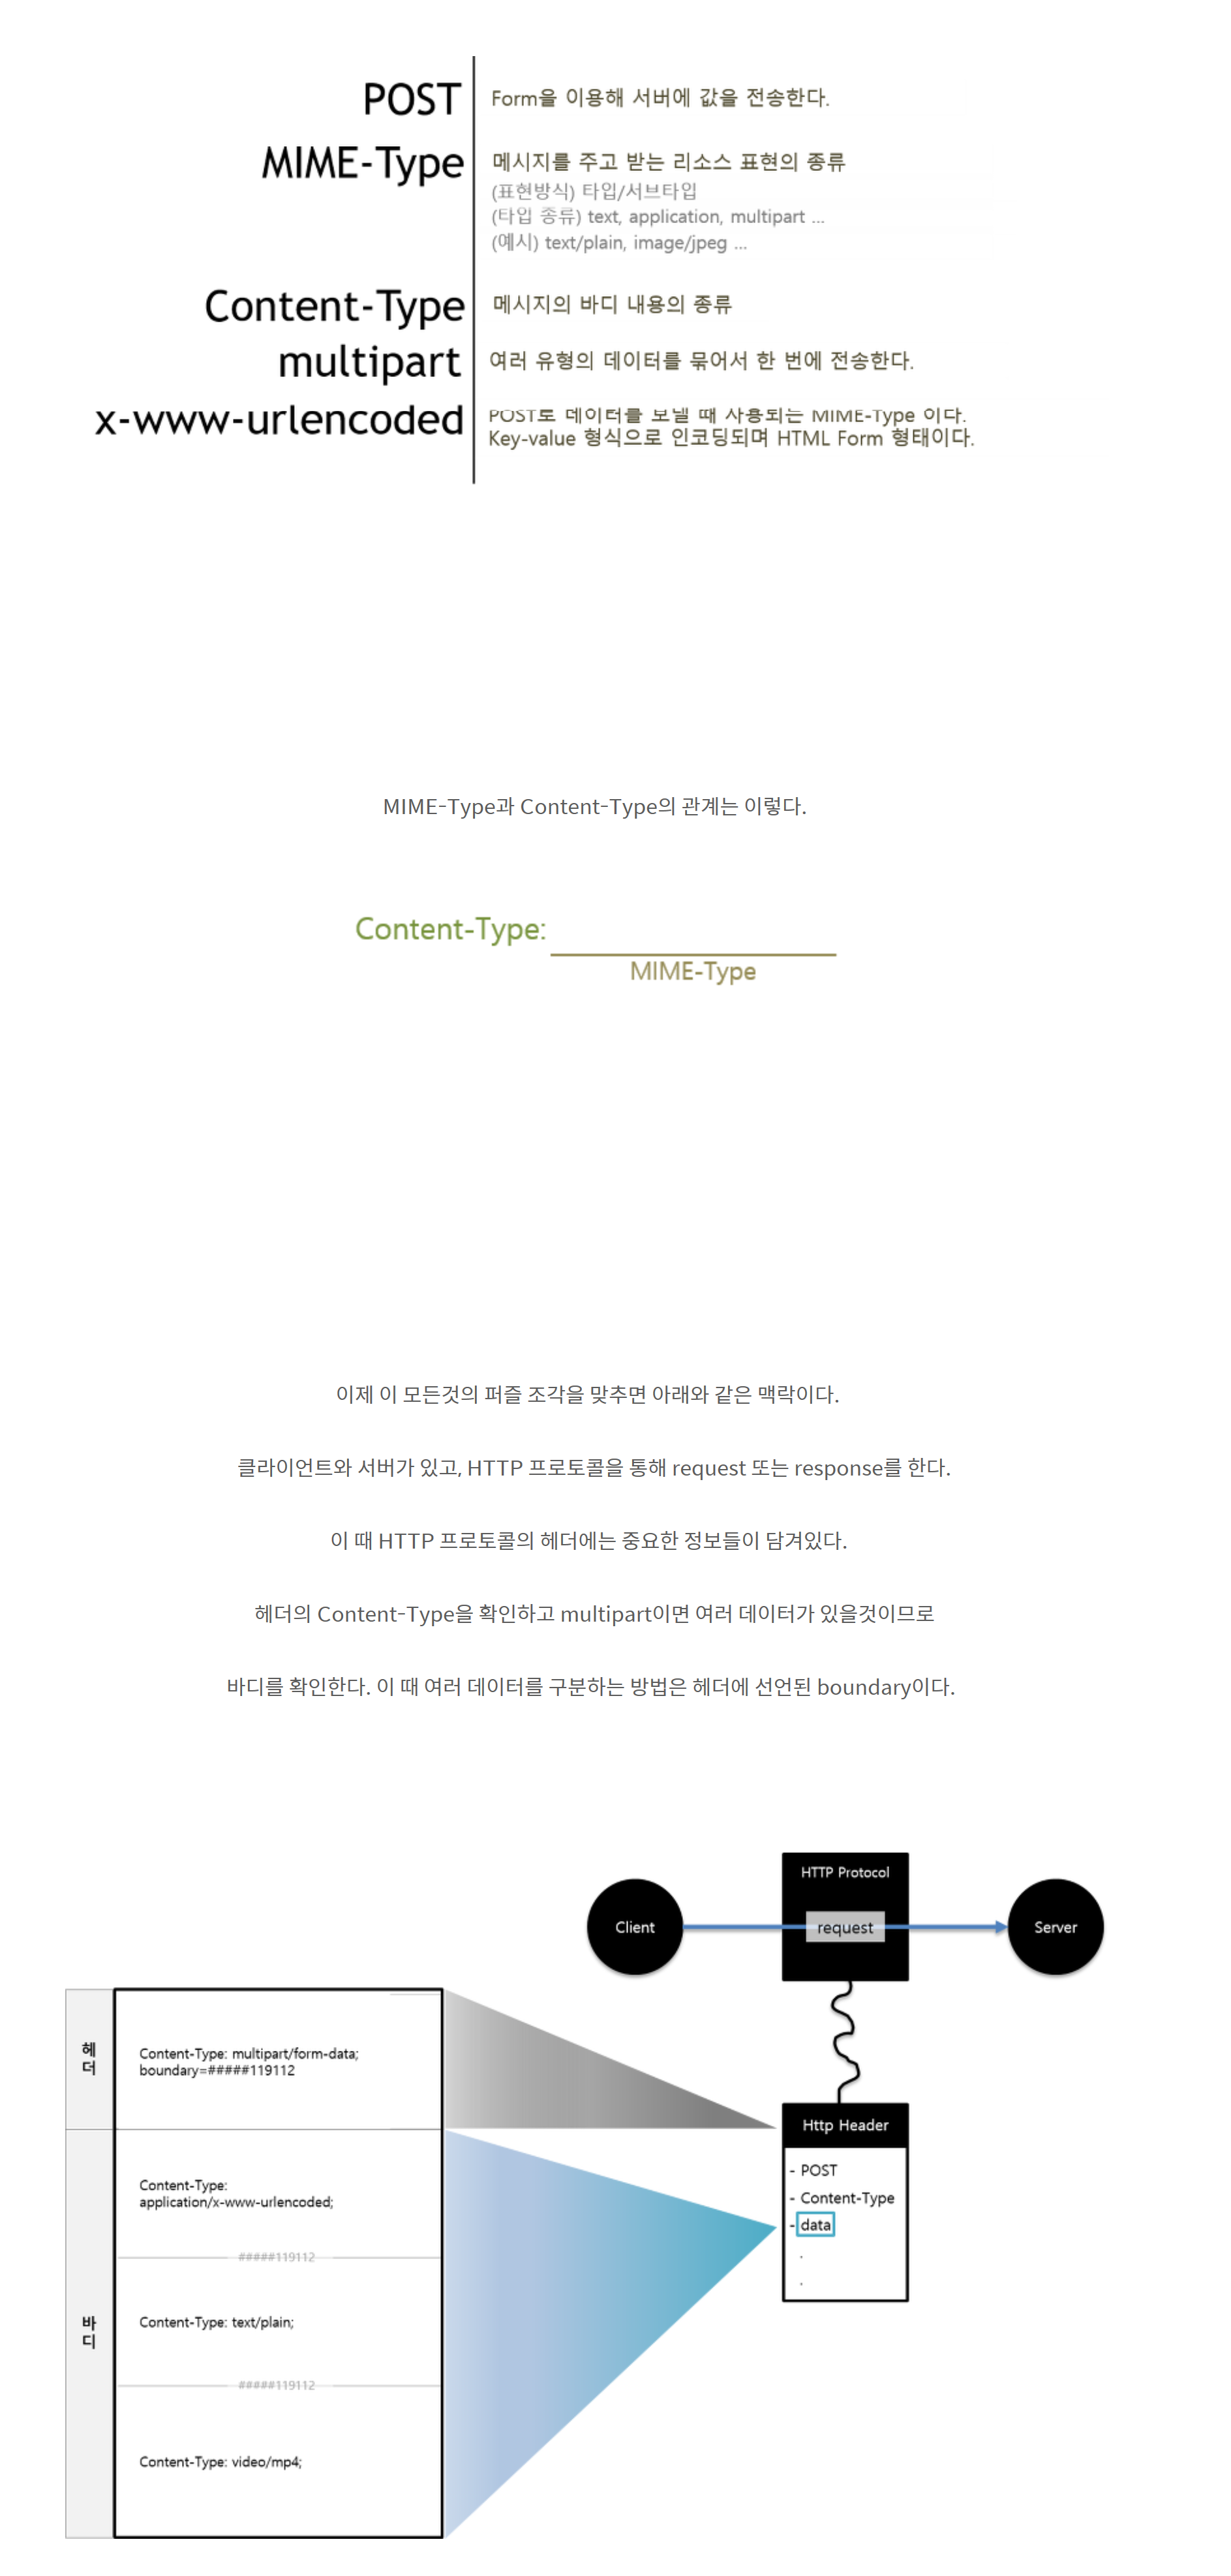 POST
Form을 이용해 서버에 값을 전송한다.
MIME-Type
메시지를 주고 받는 리소스 표현의 종류
(표현방식) 타입/서브타입
(타입 종류) text, application, multipart ...
(예시) text/plain, image/jpeg ...
Content-Type
메시지의 바디 내용의 종류
multipart
여러 유형의 데이터를 묶어서 한 번에 전송한다.
x-www-urlencoded
POST로 데이터를 보낼 때 사용되는 MIME-Type 이다.
Key-value 형식으로 인코딩되며 HTML Form 형태이다.
MIME-Type과 Content-Type의 관계는 이렇다.
Content-Type:
MIME-Type
이제 이 모든것의 퍼즐 조각을 맞추면 아래와 같은 맥락이다.
클라이언트와 서버가 있고, HTTP 프로토콜을 통해 request 또는 response를 한다.
이 때 HTTP 프로토콜의 헤더에는 중요한 정보들이 담겨있다.
헤더의 Content-Type을 확인하고 multipart이면 여러 데이터가 있을것이므로
바디를 확인한다. 이 때 여러 데이터를 구분하는 방법은 헤더에 선언된 boundary이다.
HTTP Protocol
Client
request
Server
헤
더
Content-Type: multipart/form-data;
boundary=#####119112
Http Header
- POST
- Content-Type
- data
.
.
바
디
Content-Type:
application/x-www-urlencoded;
#####119112
Content-Type: text/plain;
#####119112
Content-Type: video/mp4;